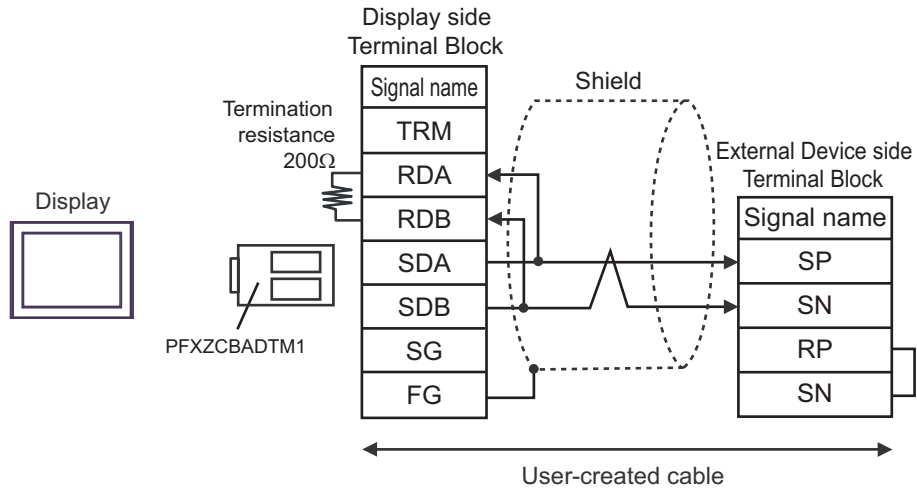 Display side
Terminal Block
Signal name
TRM
RDA
RDB
SDA
SDB
SG
FG
Termination
resistance
200Ω
Shield
External Device side
Terminal Block
Signal name
SP
SN
RP
SN
Display
PFXZCBADTM1
User-created cable